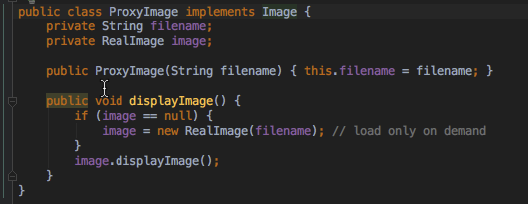 public class ProxyImage implements Image {
private String filename;
private RealImage image;
public ProxyImage(String filename) { this.filename = filename; }
public void displayImage() {
if (image == null) {
image = new RealImage(filename); // load only on demand
}
image.displayImage();
}
}